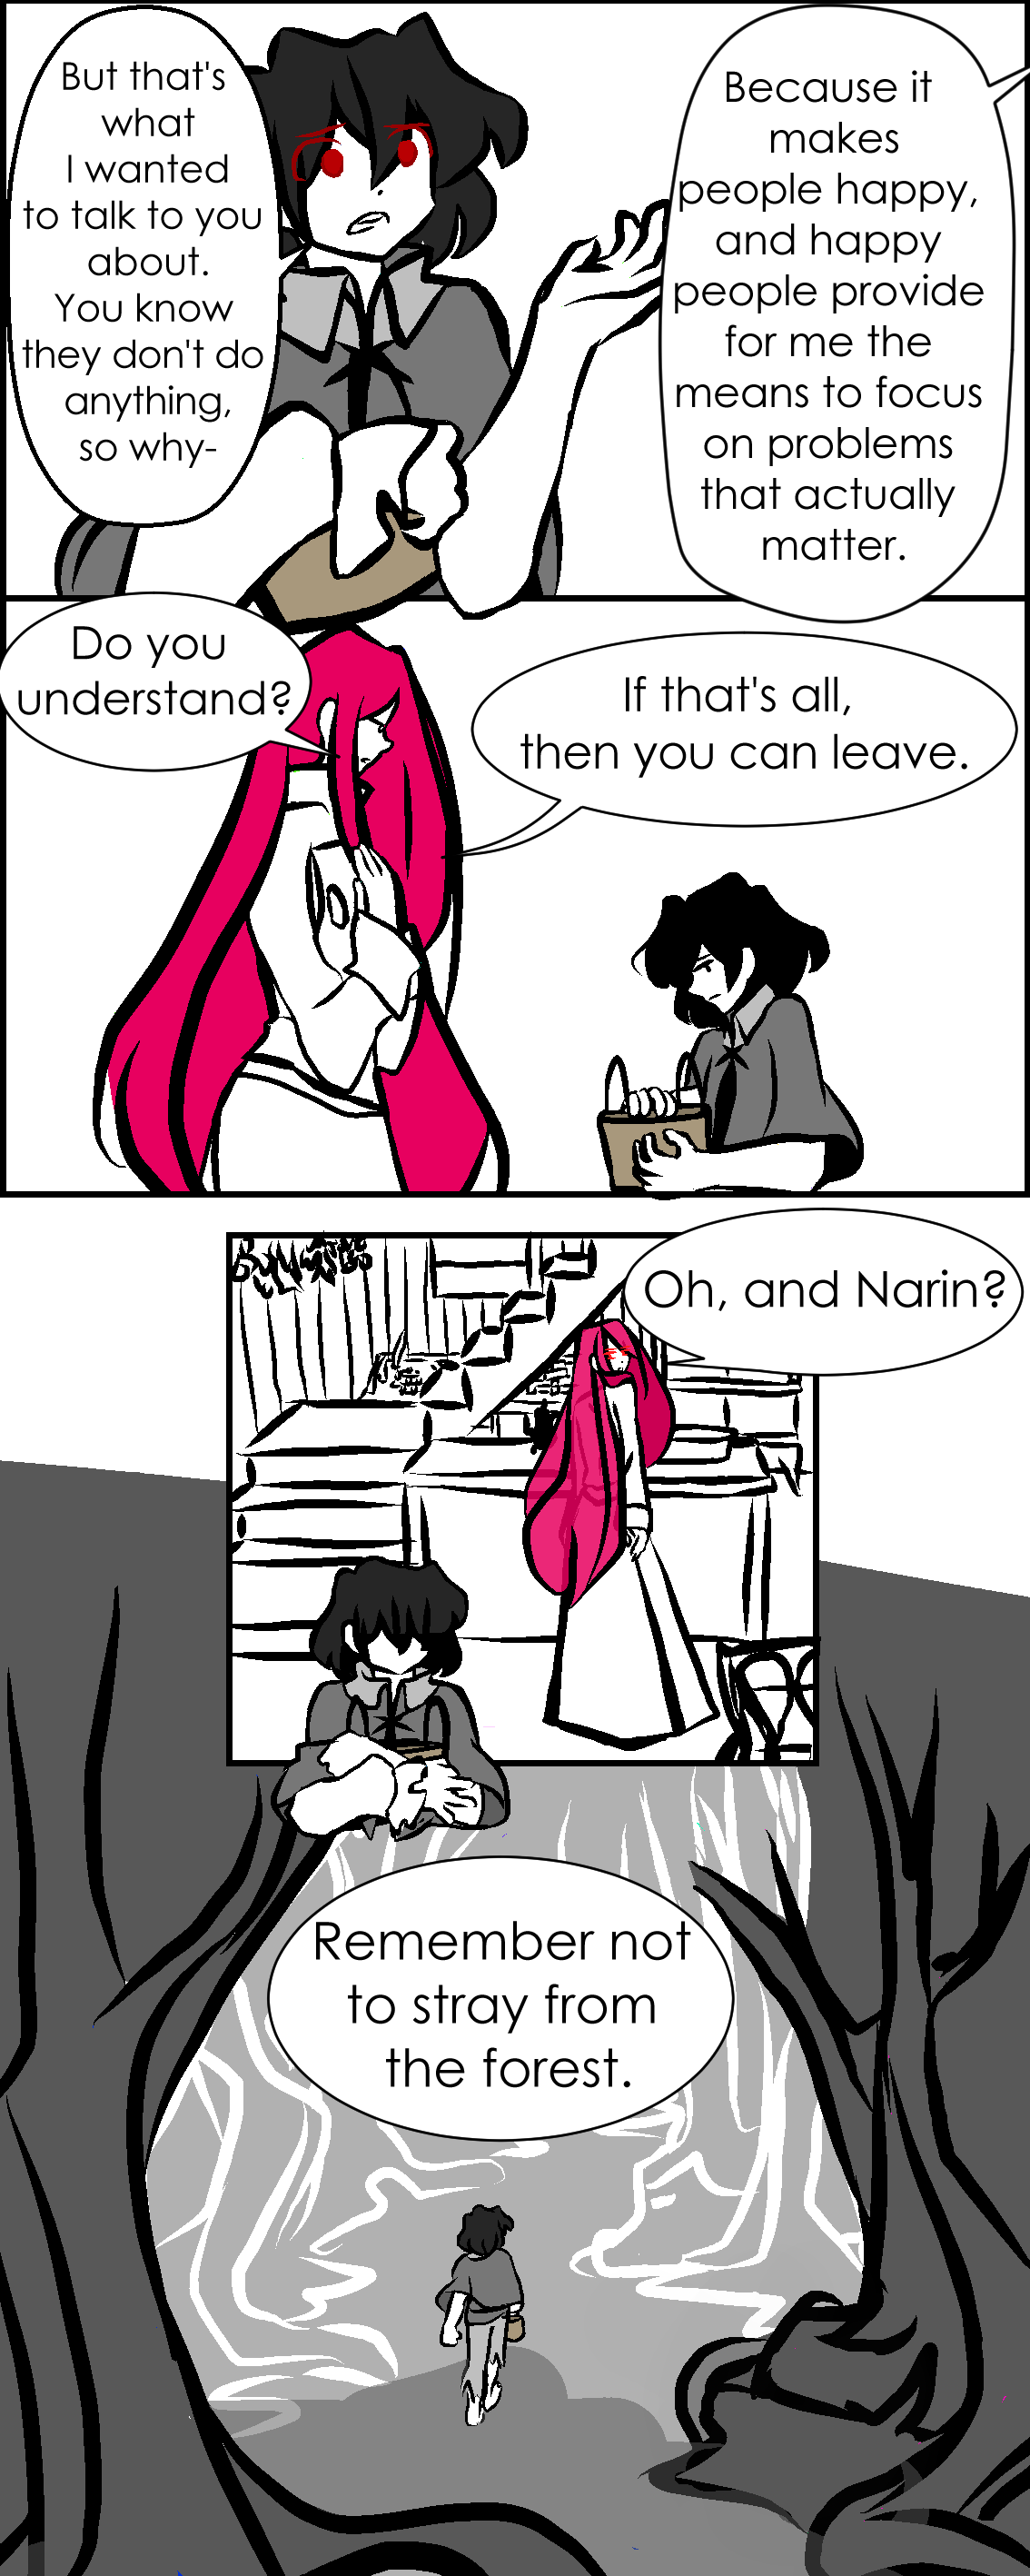 But that's
what
I wanted
to talk to you
about.
You know
they don't do
anything,
so why-
Because it
makes
people happy,
and happy
people provide
for me the
means to focus
on problems
that actually
matter.
Do you
understand?
If that's all,
then you can leave.
Oh, and Narin?
Remember not
to stray from
the forest.